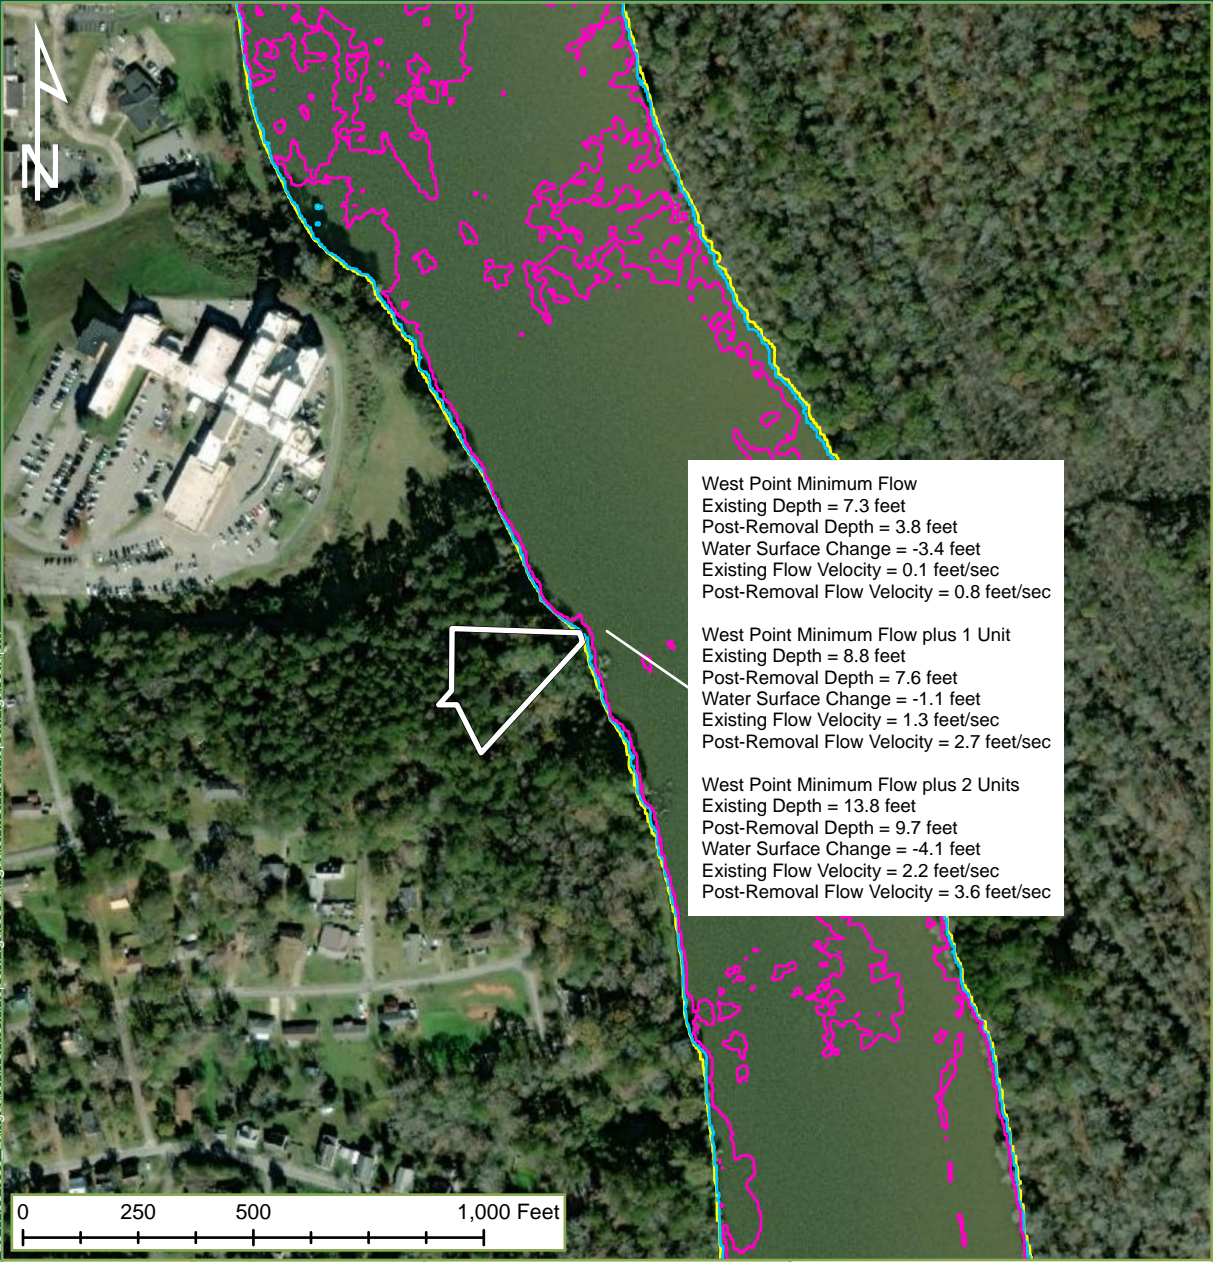 N
West Point Minimum Flow
Existing Depth = 7.3 feet
Post-Removal Depth = 3.8 feet
Water Surface Change = -3.4 feet
Existing Flow Velocity = 0.1 feet/sec
Post-Removal Flow Velocity = 0.8 feet/sec
West Point Minimum Flow plus 1 Unit
Existing Depth = 8.8 feet
Post-Removal Depth = 7.6 feet
Water Surface Change = -1.1 feet
Existing Flow Velocity = 1.3 feet/sec
Post-Removal Flow Velocity = 2.7 feet/sec
West Point Minimum Flow plus 2 Units
Existing Depth = 13.8 feet
Post-Removal Depth = 9.7 feet
Water Surface Change = -4.1 feet
Existing Flow Velocity = 2.2 feet/sec
Post-Removal Flow Velocity = 3.6 feet/sec
0 250 500 1,000 Feet